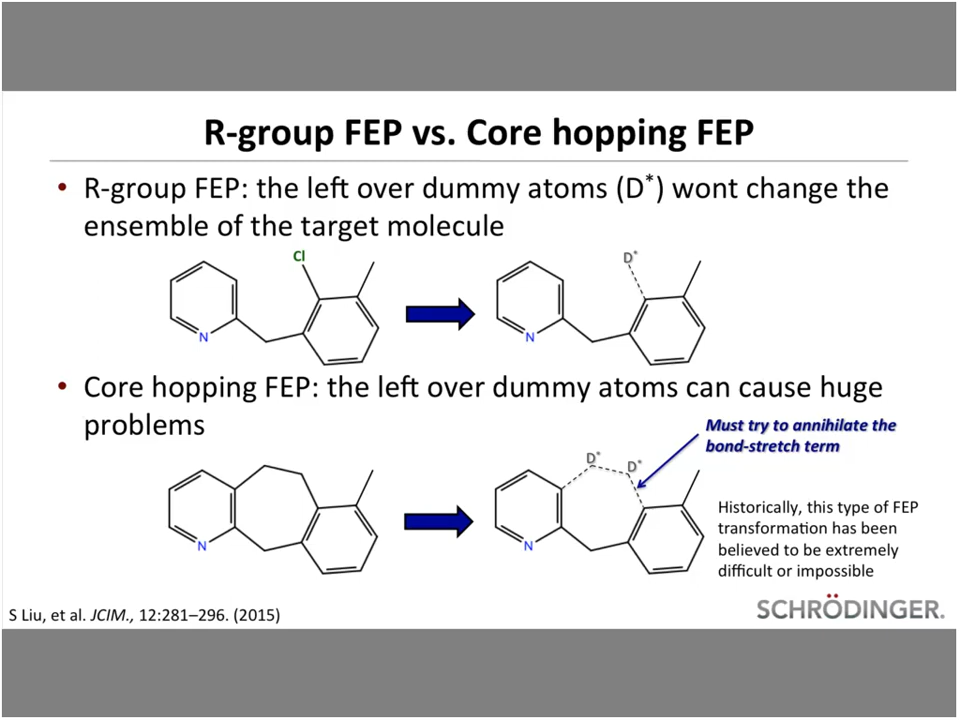 R-group FEP vs. Core hopping FEP
• R-group FEP: the left over dummy atoms (D*) wont change the
ensemble of the target molecule
Cl
N
D*
N
• Core hopping FEP: the left over dummy atoms can cause huge
problems
Must try to annihilate the
bond-stretch term
N
D*
D*
N
Historically, this type of FEP
transformation has been
believed to be extremely
difficult or impossible
S Liu, et al. JCIM., 12:281–296. (2015)
SCHRÖDINGER.